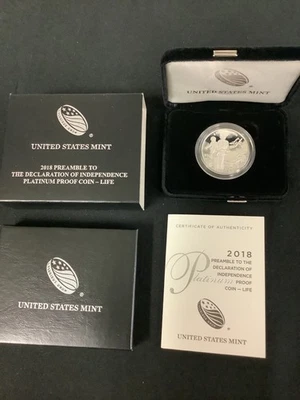 UNITED STATES MINT
2018 PREAMBLE TO
THE DECLARATION OF INDEPENDENCE
PLATINUM PROOF COIN – LIFE
UNITED STATES MINT
UNITED STATES MINT
CERTIFICATE OF AUTHENTICITY
2018
PREAMBLE TO THE
DECLARATION OF
INDEPENDENCE
Platinum PROOF
COIN – LIFE
UNITED STATES MINT